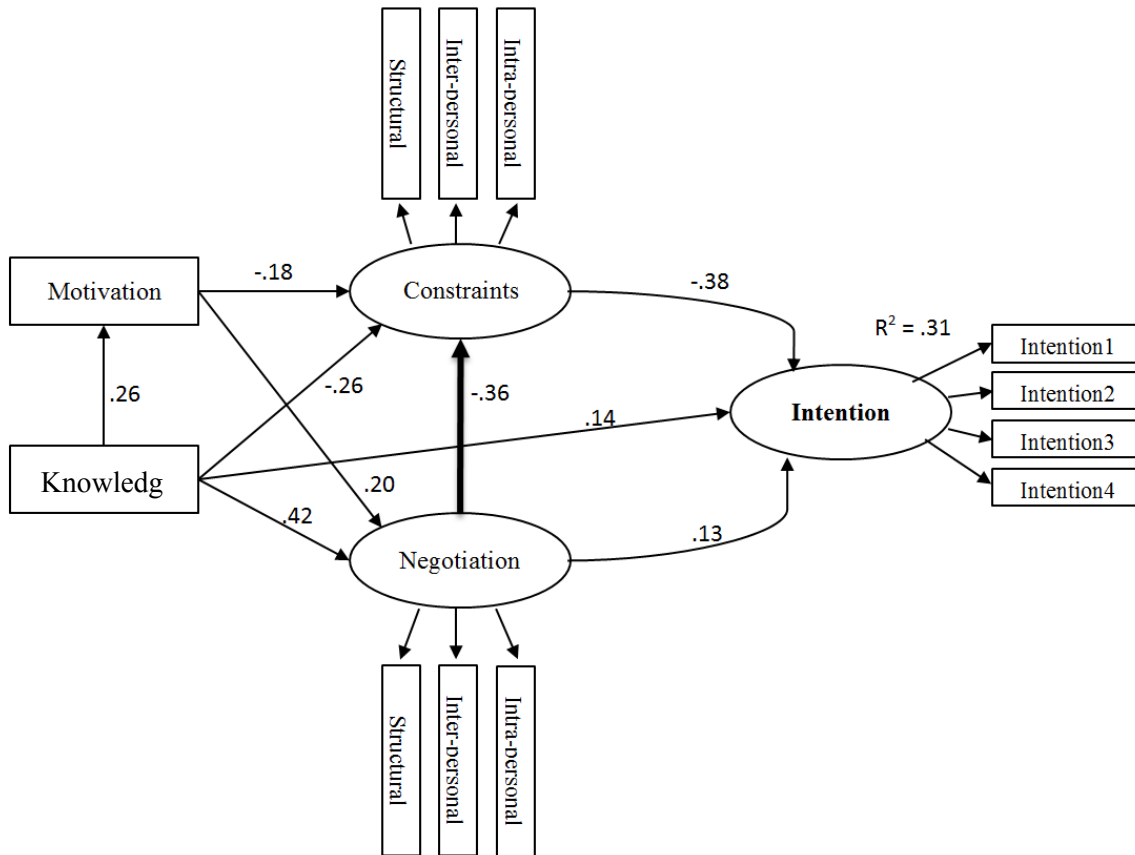 Structural
Inter-personal
Intra-personal
Motivation
-.18
Constraints
-.38
R² = .31
Intention1
.26
-.26
-.36
Intention
Intention2
.14
Intention3
Knowledg
.20
Intention4
.42
Negotiation
.13
Structural
Inter-personal
Intra-personal